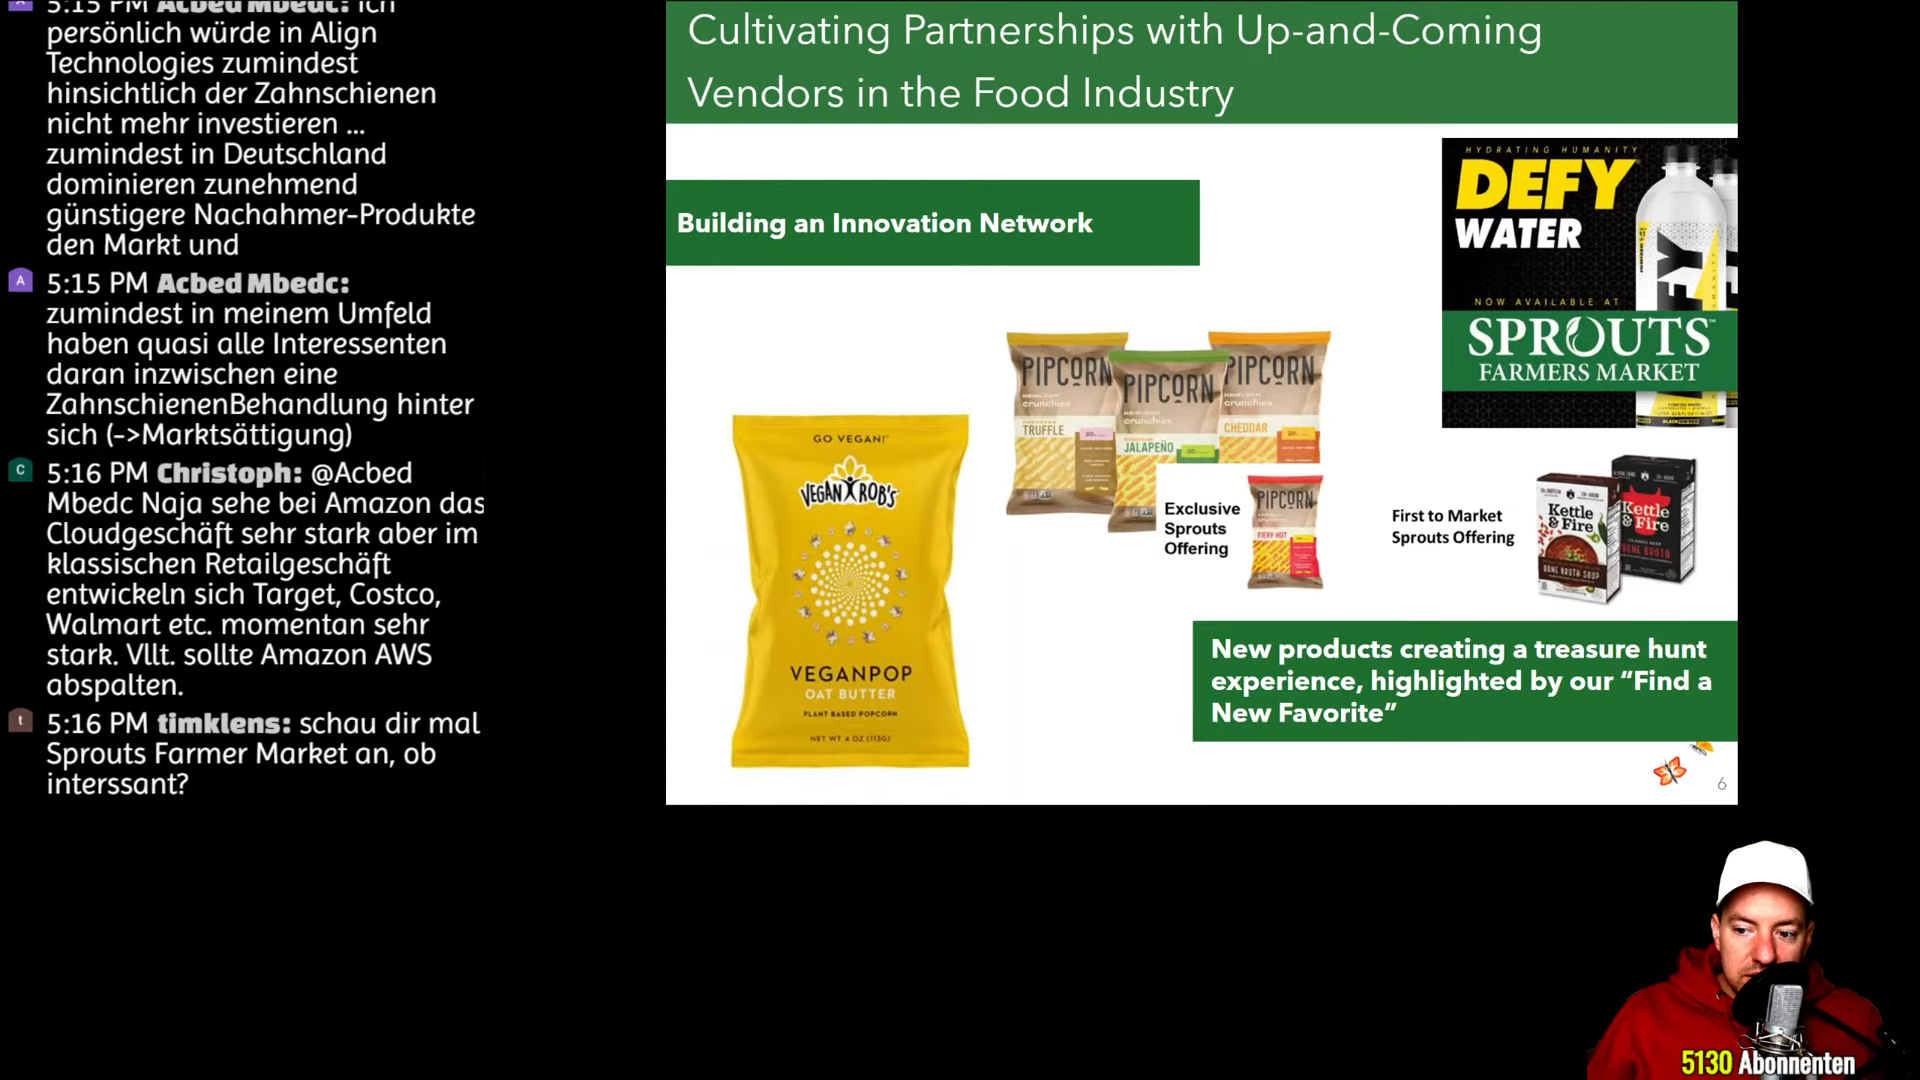 5:15 PM Acbed Mbedc: ich
persönlich würde in Align
Technologies zumindest
hinsichtlich der Zahnschienen
nicht mehr investieren ...
zumindest in Deutschland
dominieren zunehmend
günstigere Nachahmer-Produkte
den Markt und
A 5:15 PM Acbed Mbedc:
zumindest in meinem Umfeld
haben quasi alle Interessenten
daran inzwischen eine
ZahnschienenBehandlung hinter
sich (->Marktsättigung)
C 5:16 PM Christoph: @Acbed
Mbedc Naja sehe bei Amazon das
Cloudgeschäft sehr stark aber im
klassischen Retailgeschäft
entwickeln sich Target, Costco,
Walmart etc. momentan sehr
stark. Vllt. sollte Amazon AWS
abspalten.
t 5:16 PM timklens: schau dir mal
Sprouts Farmer Market an, ob
interssant?
Cultivating Partnerships with Up-and-Coming
Vendors in the Food Industry
Building an Innovation Network
HYDRATING HUMANITY
DEFY
WATER
NOW AVAILABLE AT
SPROUTS™
FARMERS MARKET
BLACK OWNED
GO VEGAN!
VEGAN ROB'S
VEGANPOP
OAT BUTTER
PLANT BASED POPCORN
NET WT 4 OZ (113G)
PIPCORN
HEIRLOOM
crunchies
TRUFFLE
PIPCORN
HEIRLOOM
crunchies
JALAPEÑO
PIPCORN
HEIRLOOM
crunchies
CHEDDAR
Exclusive
Sprouts
Offering
PIPCORN
FIERY HOT
First to Market
Sprouts Offering
Kettle
& Fire
BONE BROTH SOUP
Kettle
& Fire
BONE BROTH
New products creating a treasure hunt
experience, highlighted by our “Find a
New Favorite”
6
5130 Abonnenten